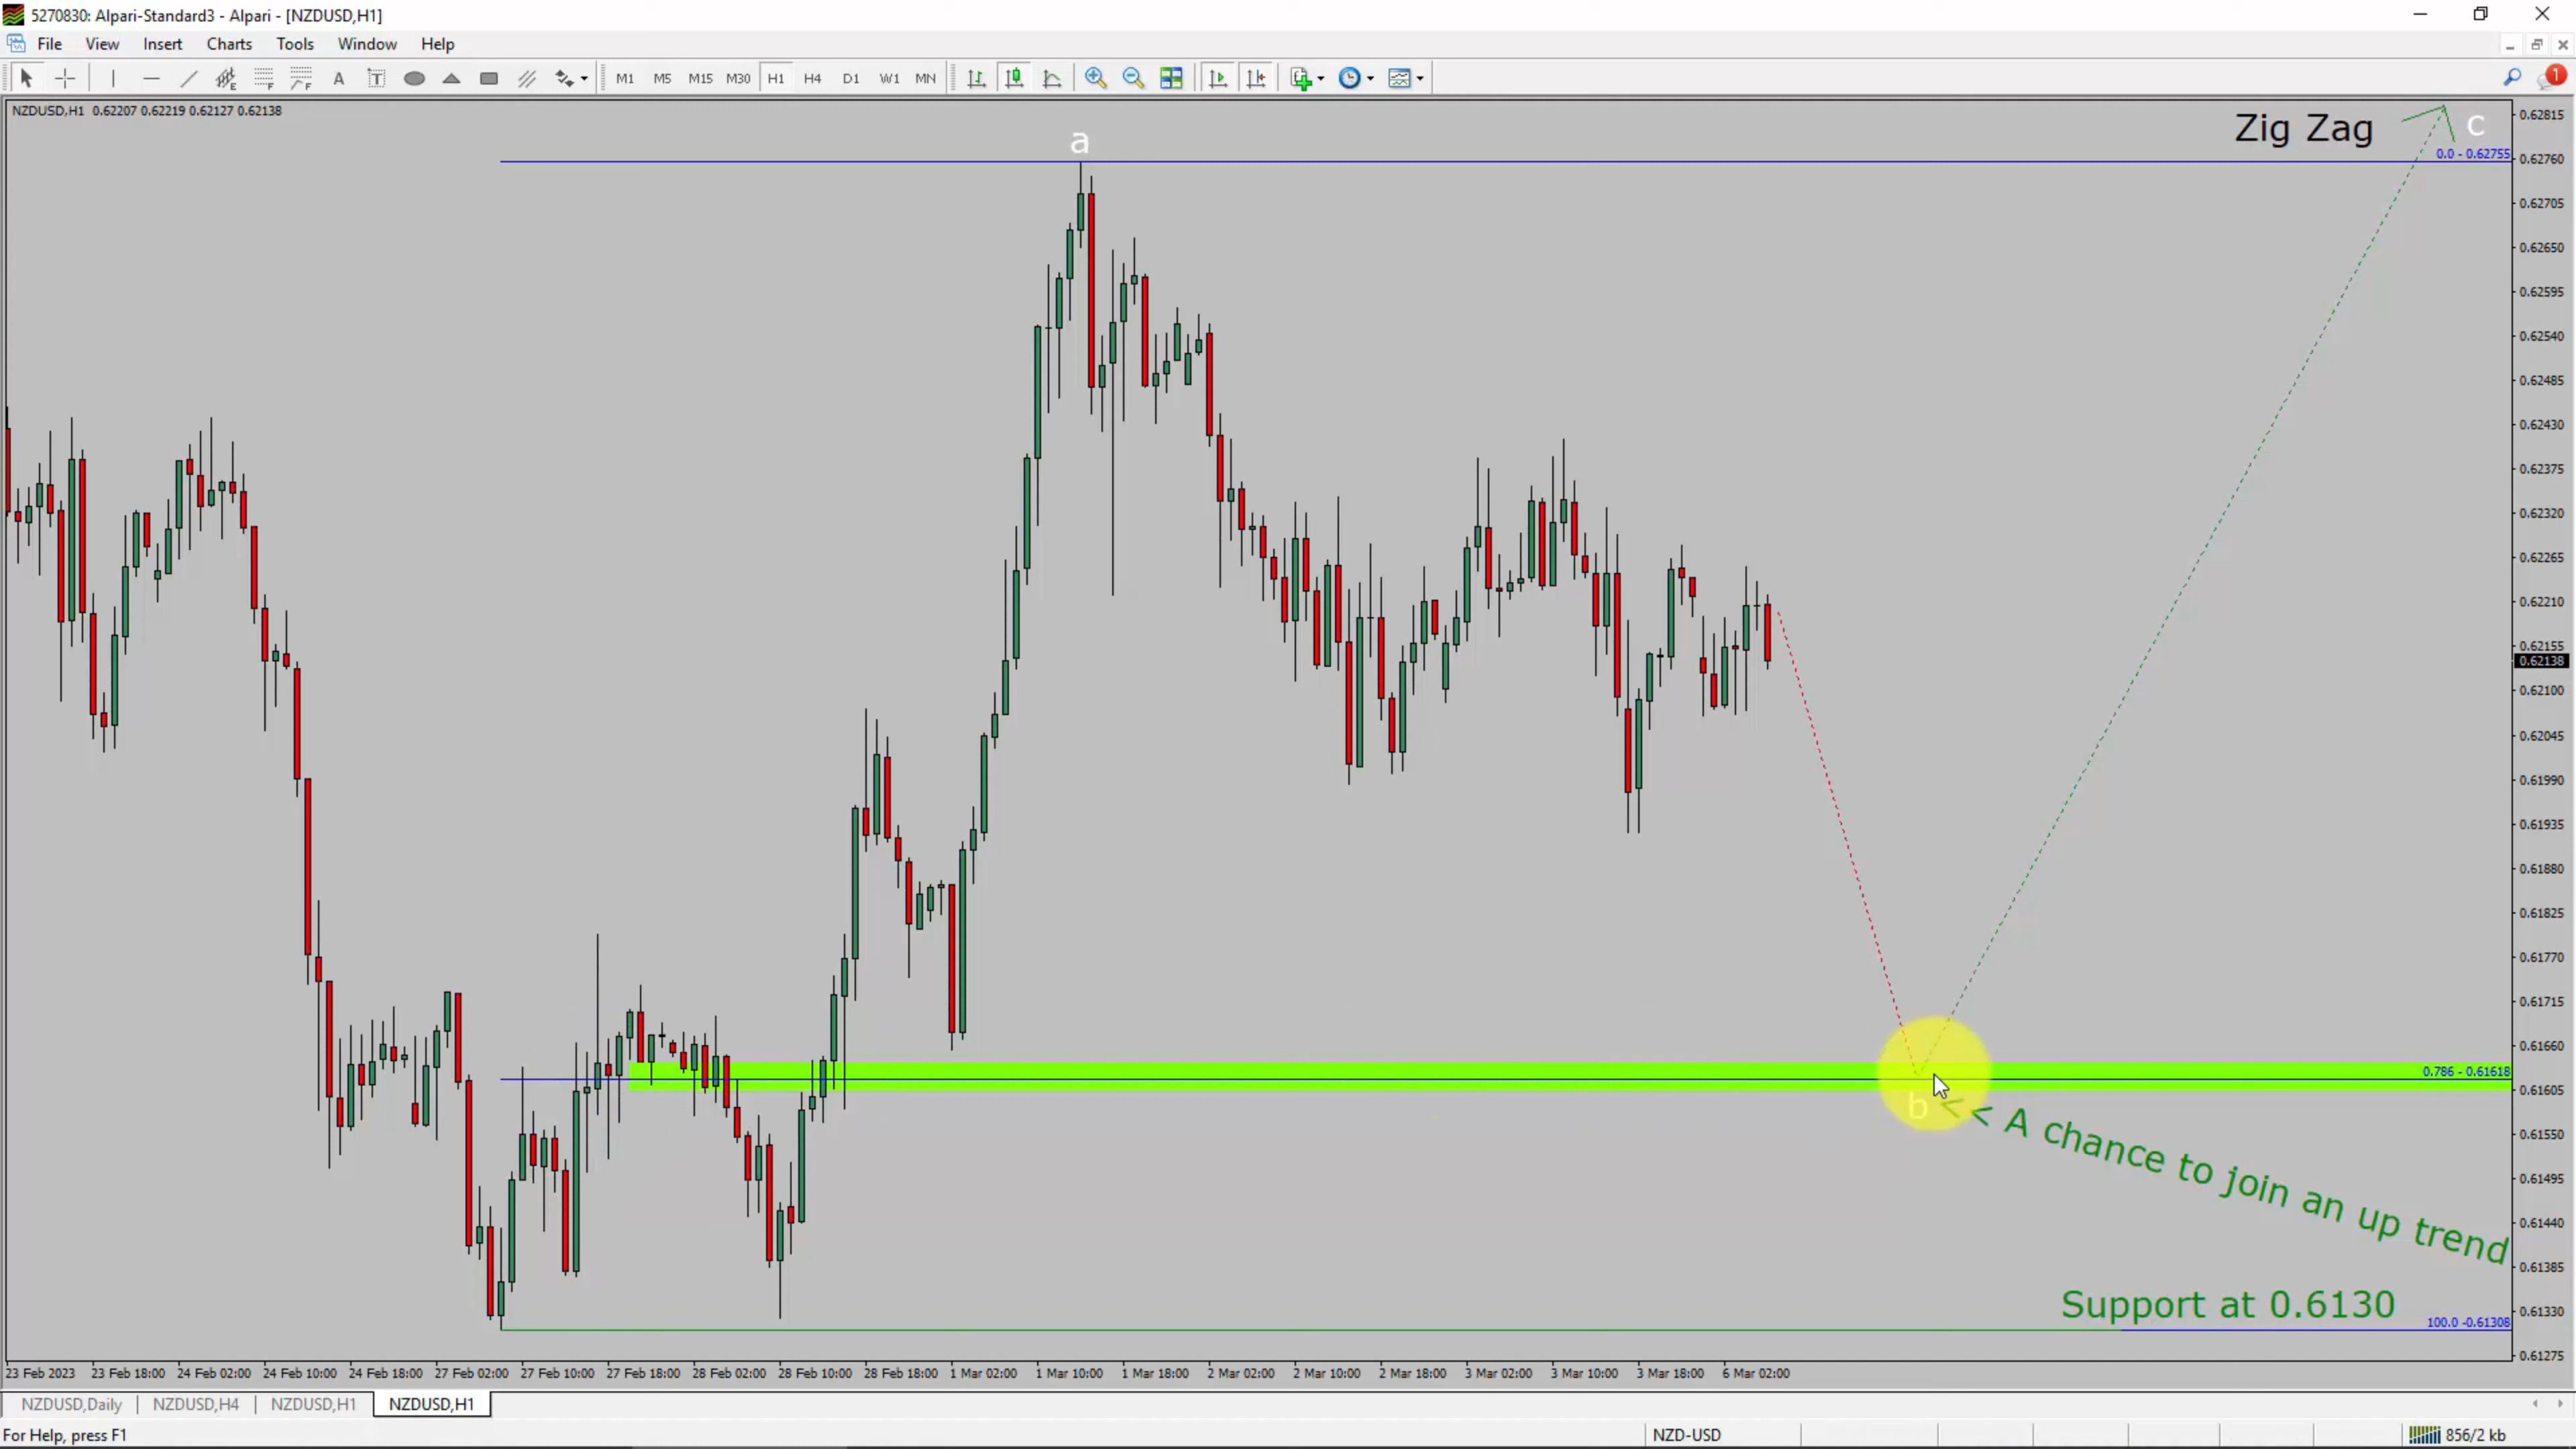 5270830: Alpari-Standard3 - Alpari - [NZDUSD,H1]
File View Insert Charts Tools Window Help
A T M1 M5 M15 M30 H1 H4 D1 W1 MN 1
NZDUSD,H1 0.62207 0.62219 0.62127 0.62138
0.62815
Zig Zag
c
a
0.0 - 0.62755
0.62760
0.62705
0.62650
0.62595
0.62540
0.62485
0.62430
0.62375
0.62320
0.62265
0.62210
0.62155
0.62138
0.62100
0.62045
0.61990
0.61935
0.61880
0.61825
0.61770
0.61715
0.61660
0.786 - 0.61618
0.61605
b << A chance to join an up trend
0.61550
0.61495
0.61440
0.61385
Support at 0.6130
0.61330
100.0 -0.61308
0.61275
23 Feb 2023 23 Feb 18:00 24 Feb 02:00 24 Feb 10:00 24 Feb 18:00 27 Feb 02:00 27 Feb 10:00 27 Feb 18:00 28 Feb 02:00 28 Feb 10:00 28 Feb 18:00 1 Mar 02:00 1 Mar 10:00 1 Mar 18:00 2 Mar 02:00 2 Mar 10:00 2 Mar 18:00 3 Mar 02:00 3 Mar 10:00 3 Mar 18:00 6 Mar 02:00
NZDUSD,Daily NZDUSD,H4 NZDUSD,H1 NZDUSD,H1
For Help, press F1 NZD-USD 856/2 kb